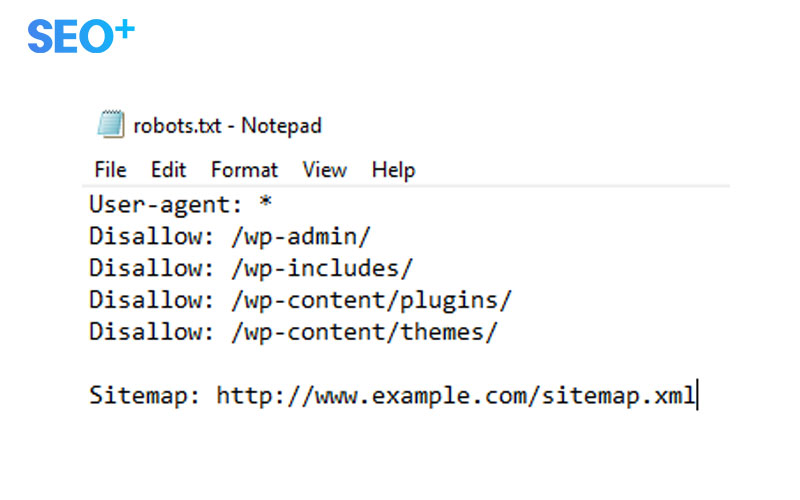 SEO+
robots.txt - Notepad
File Edit Format View Help
User-agent: *
Disallow: /wp-admin/
Disallow: /wp-includes/
Disallow: /wp-content/plugins/
Disallow: /wp-content/themes/

Sitemap: http://www.example.com/sitemap.xml